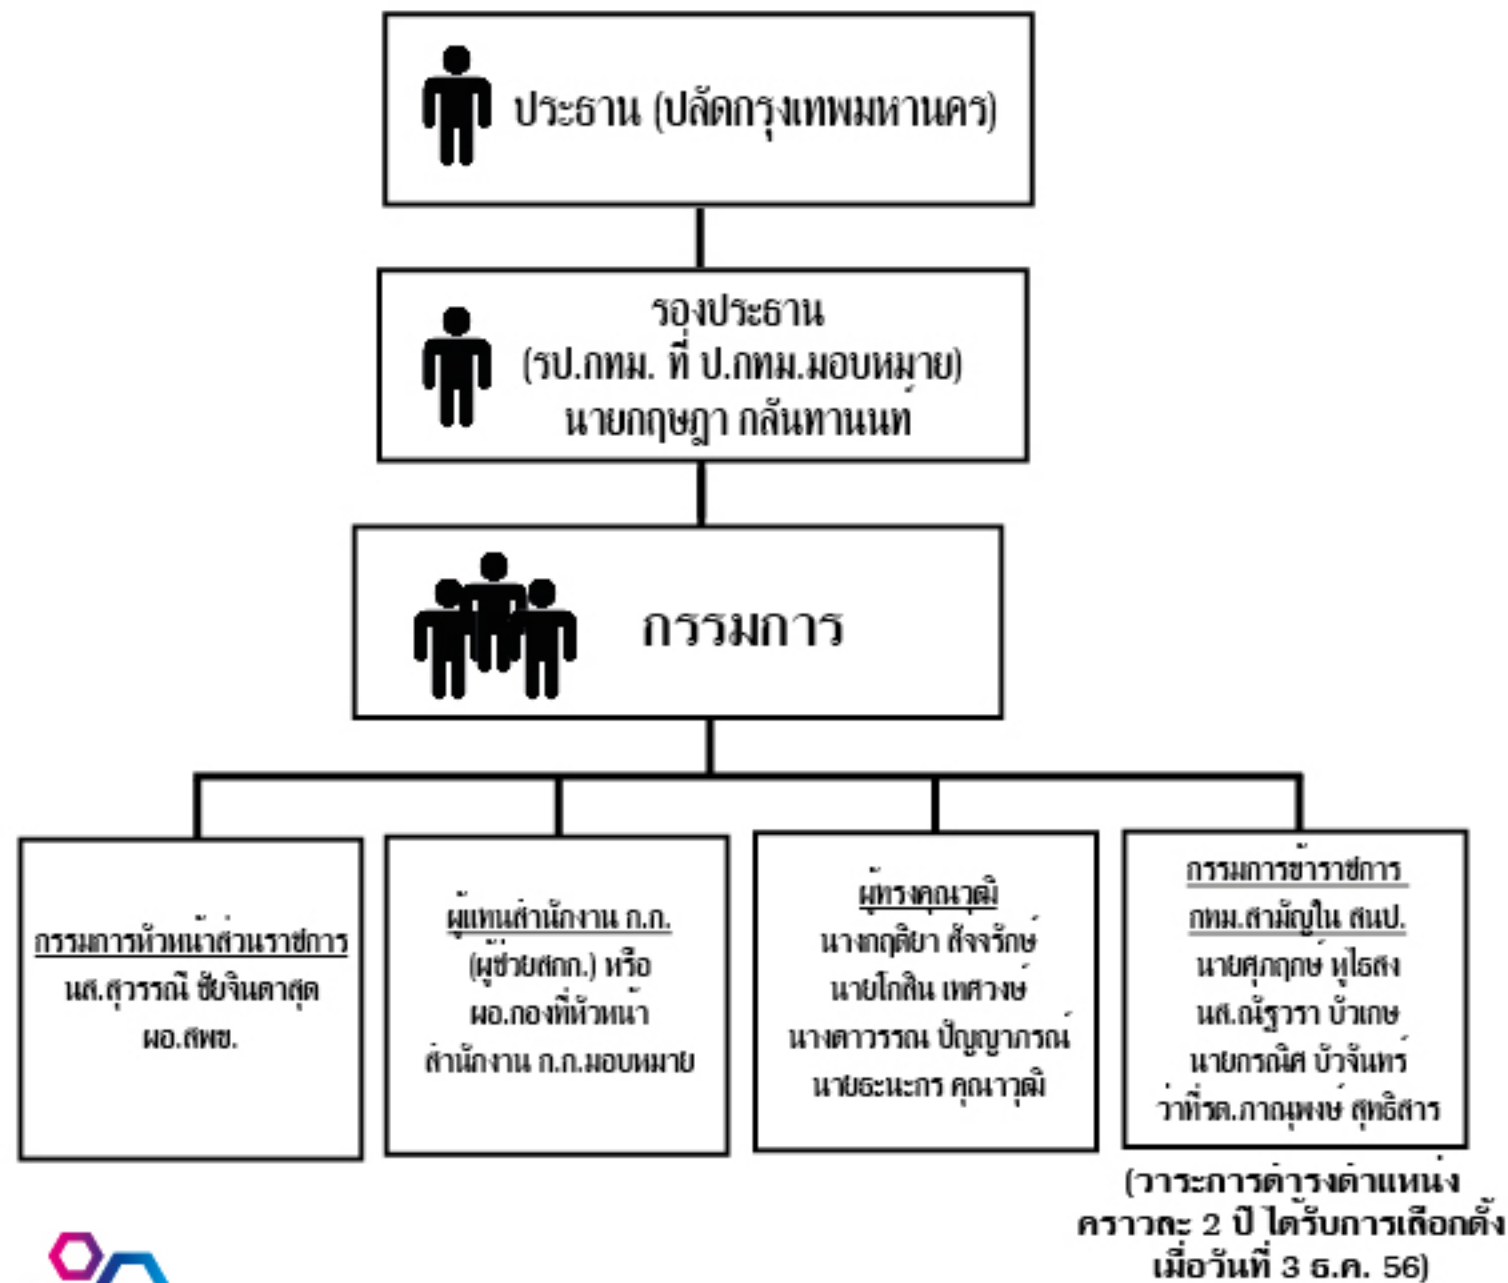 ประธาน (ปลัดกรุงเทพมหานคร)
รองประธาน
(รป.กทม. ที่ ป.กทม.มอบหมาย)
นายกฤษฎา กลันทานนท์
กรรมการ
กรรมการหัวหน้าส่วนราชการ
นส.สุวรรณี ชัยจินดาสุด
ผอ.สพข.
ผู้แทนสำนักงาน ก.ก.
(ผู้ช่วยสกก.) หรือ
ผอ.กองที่หัวหน้า
สำนักงาน ก.ก.มอบหมาย
ผู้ทรงคุณวุฒิ
นางกฤติยา สัจจรักษ์
นายโกสิน เทศวงษ์
นางดาวรรณ ปัญญาภรณ์
นายธะนะกร คุณาวุฒิ
กรรมการข้าราชการ
กทม.สามัญใน สนป.
นายศุภฤกษ์ หูไธสง
นส.ณัฐวรา บัวเกษ
นายกรณิศ บัวจันทร์
ว่าที่รต.ภาณุพงษ์ สุทธิสาร
(วาระการดำรงตำแหน่ง
คราวละ 2 ปี ได้รับการเลือกตั้ง
เมื่อวันที่ 3 ธ.ค. 56)